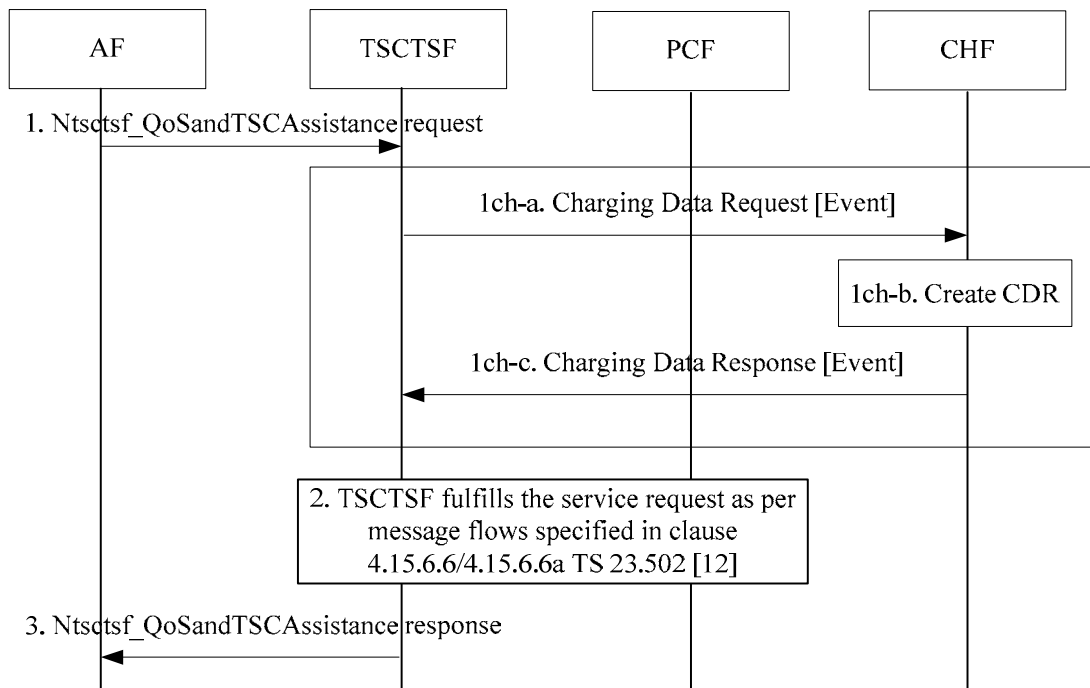 AF
TSCTSF
PCF
CHF
1. Ntsctsf_QoSandTSCAssistance request
1ch-a. Charging Data Request [Event]
1ch-b. Create CDR
1ch-c. Charging Data Response [Event]
2. TSCTSF fulfills the service request as per
message flows specified in clause
4.15.6.6/4.15.6.6a TS 23.502 [12]
3. Ntsctsf_QoSandTSCAssistance response